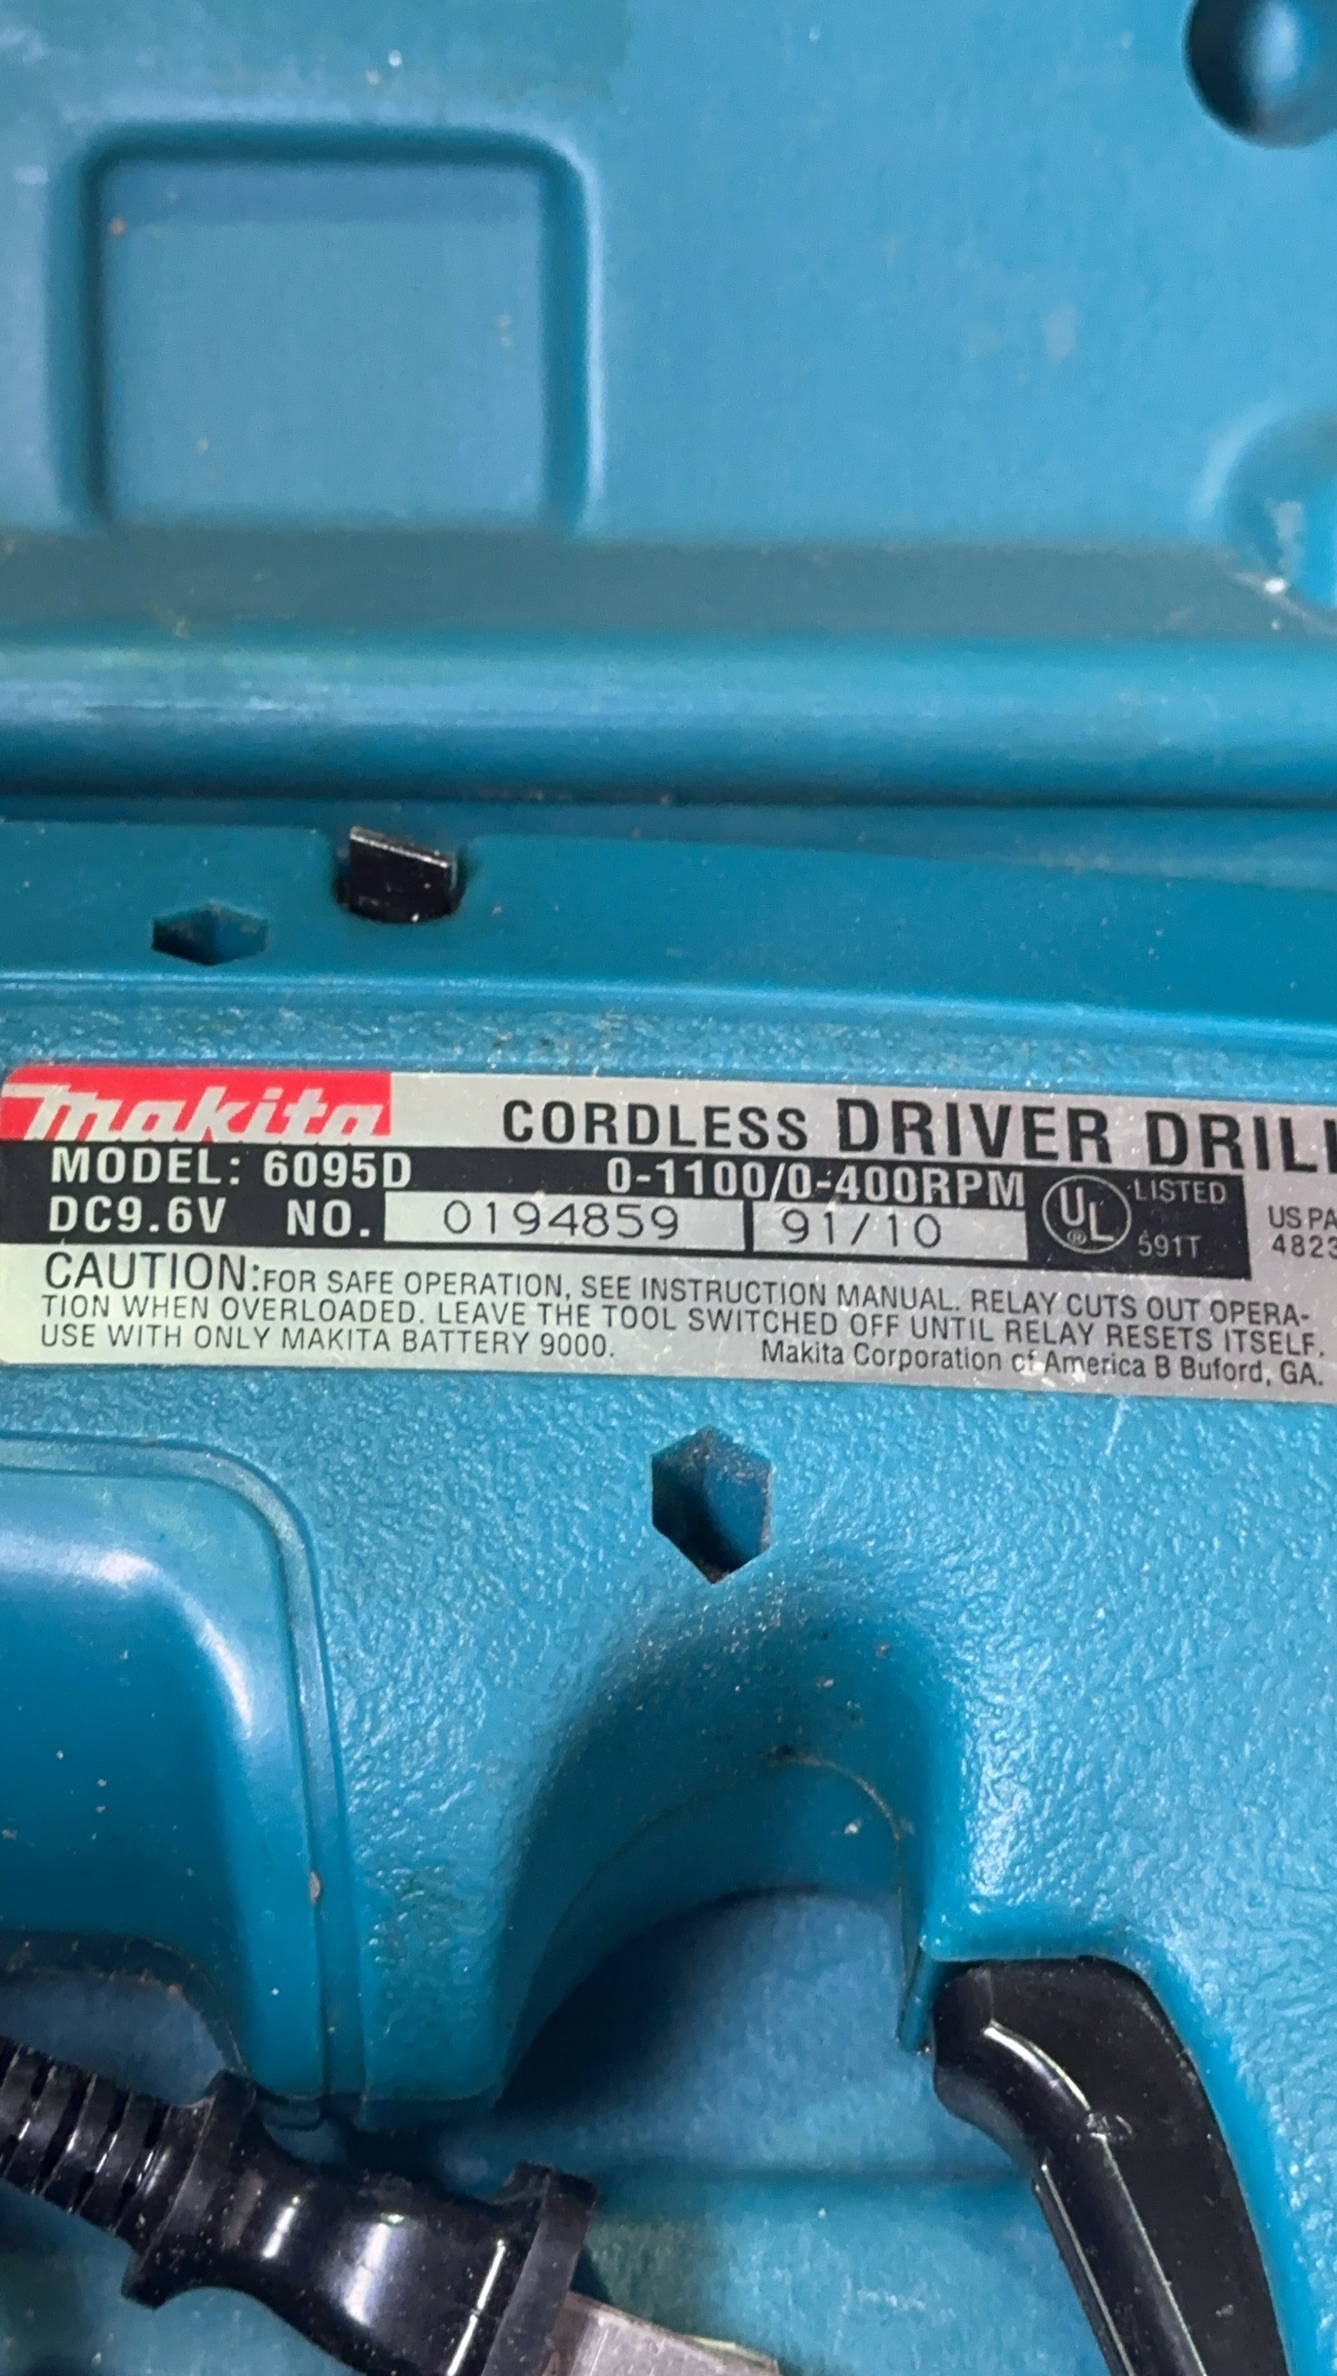 makita CORDLESS DRIVER DRILL
MODEL: 6095D 0-1100/0-400RPM
DC9.6V NO. 0194859 91/10
UL ® LISTED
591T
US PA
4823
CAUTION:FOR SAFE OPERATION, SEE INSTRUCTION MANUAL. RELAY CUTS OUT OPERA-
TION WHEN OVERLOADED. LEAVE THE TOOL SWITCHED OFF UNTIL RELAY RESETS ITSELF.
USE WITH ONLY MAKITA BATTERY 9000. Makita Corporation of America B Buford, GA.